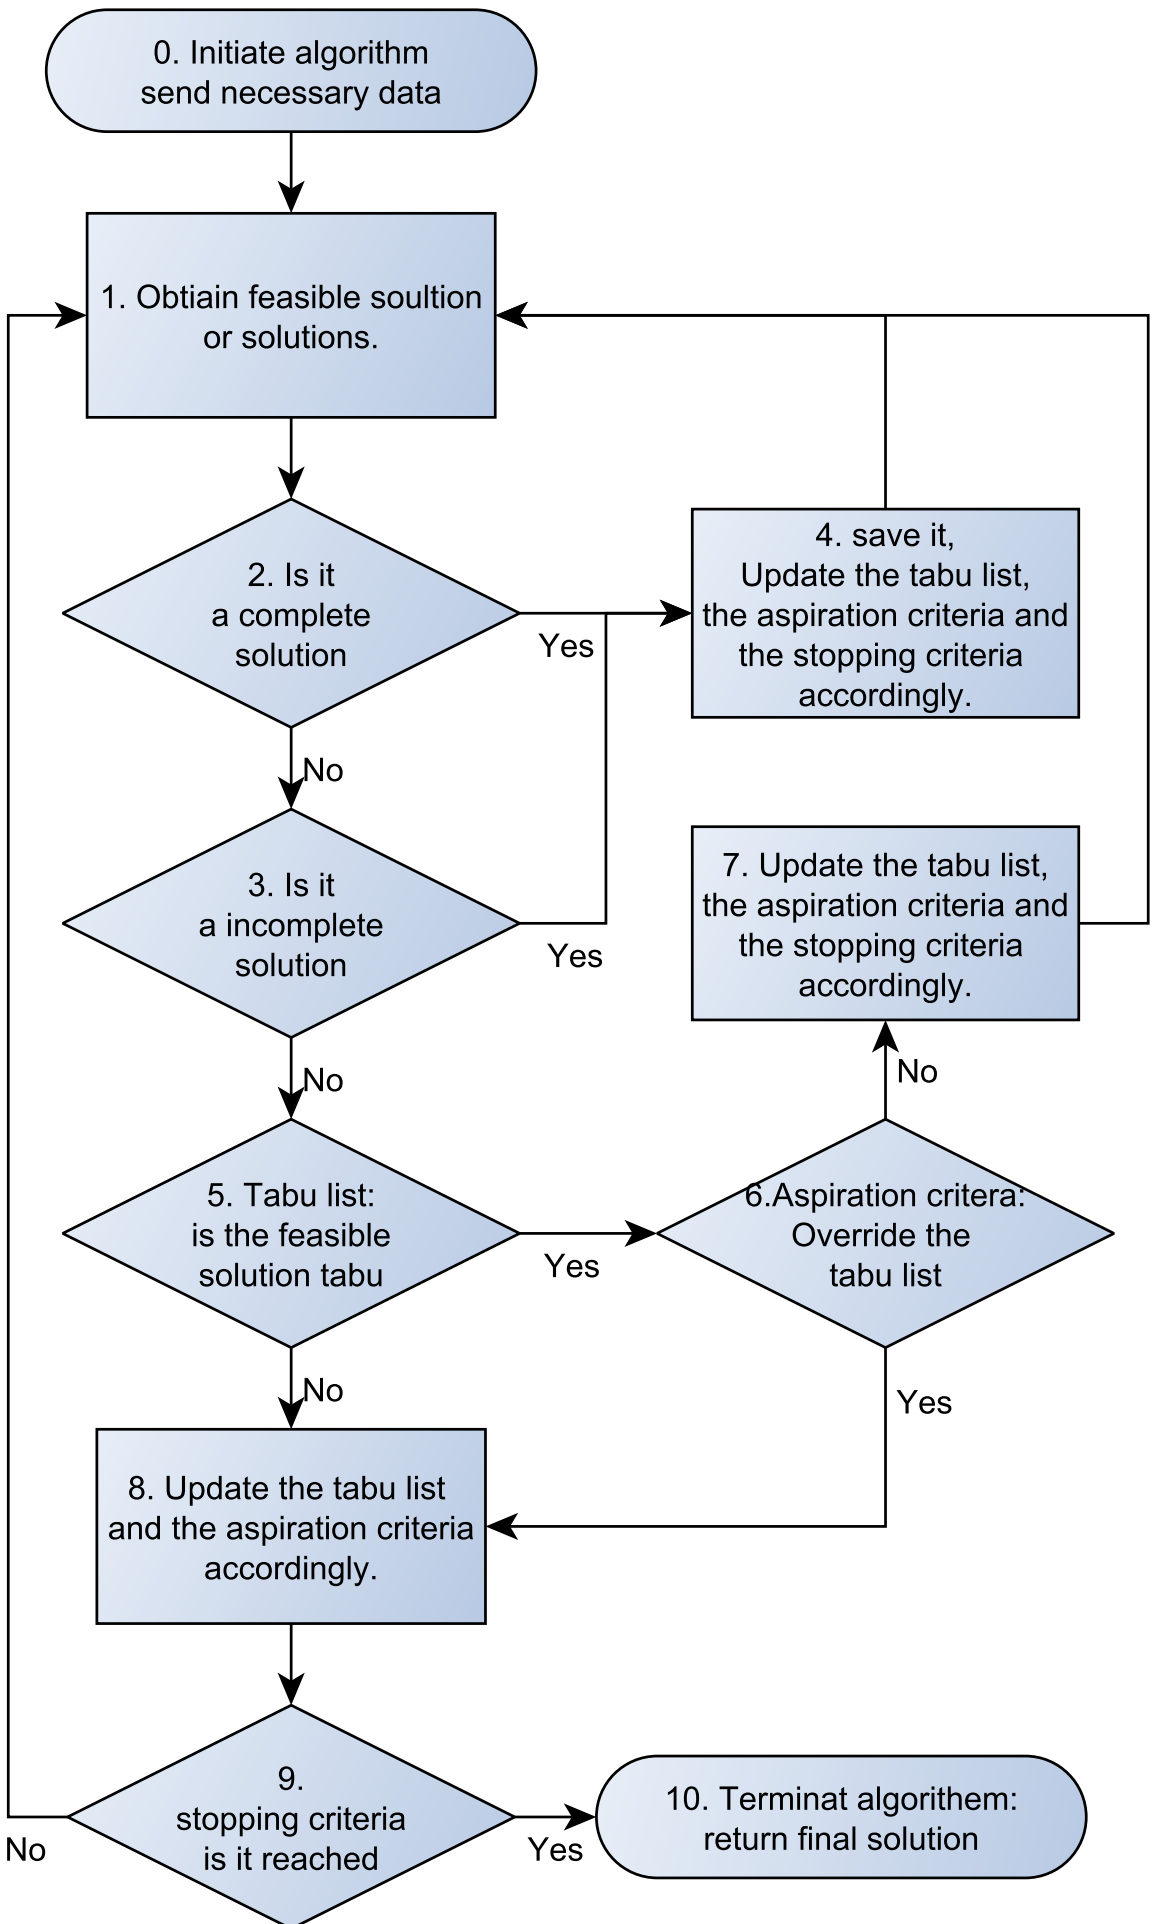 0. Initiate algorithm
send necessary data
1. Obtiain feasible soultion
or solutions.
2. Is it
a complete
solution
Yes
No
4. save it,
Update the tabu list,
the aspiration criteria and
the stopping criteria
accordingly.
3. Is it
a incomplete
solution
Yes
No
7. Update the tabu list,
the aspiration criteria and
the stopping criteria
accordingly.
No
5. Tabu list:
is the feasible
solution tabu
Yes
No
6.Aspiration critera:
Override the
tabu list
Yes
8. Update the tabu list
and the aspiration criteria
accordingly.
9.
stopping criteria
is it reached
No
Yes
10. Terminat algorithem:
return final solution